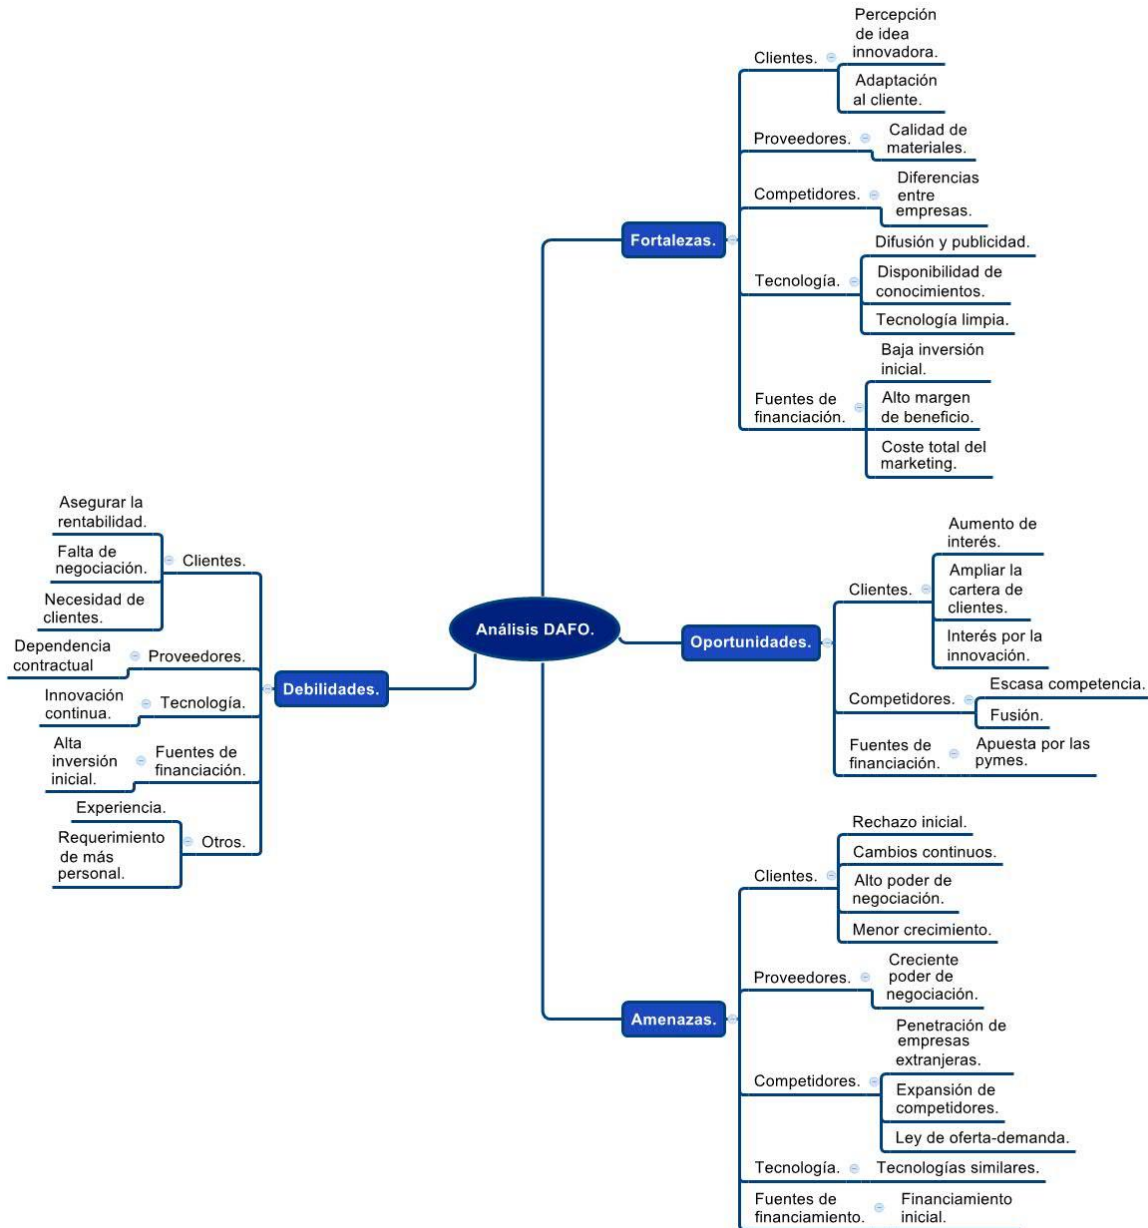 Análisis DAFO.
Fortalezas.
Clientes.
Percepción
de idea
innovadora.
Adaptación
al cliente.
Proveedores.
Calidad de
materiales.
Competidores.
Diferencias
entre
empresas.
Tecnología.
Difusión y publicidad.
Disponibilidad de
conocimientos.
Tecnología limpia.
Fuentes de
financiación.
Baja inversión
inicial.
Alto margen
de beneficio.
Coste total del
marketing.
Oportunidades.
Clientes.
Aumento de
interés.
Ampliar la
cartera de
clientes.
Interés por la
innovación.
Competidores.
Escasa competencia.
Fusión.
Fuentes de
financiación.
Apuesta por las
pymes.
Amenazas.
Clientes.
Rechazo inicial.
Cambios continuos.
Alto poder de
negociación.
Menor crecimiento.
Proveedores.
Creciente
poder de
negociación.
Competidores.
Penetración de
empresas
extranjeras.
Expansión de
competidores.
Ley de oferta-demanda.
Tecnología.
Tecnologías similares.
Fuentes de
financiamiento.
Financiamiento
inicial.
Debilidades.
Clientes.
Asegurar la
rentabilidad.
Falta de
negociación.
Necesidad de
clientes.
Proveedores.
Dependencia
contractual
Tecnología.
Innovación
continua.
Fuentes de
financiación.
Alta
inversión
inicial.
Otros.
Experiencia.
Requerimiento
de más
personal.